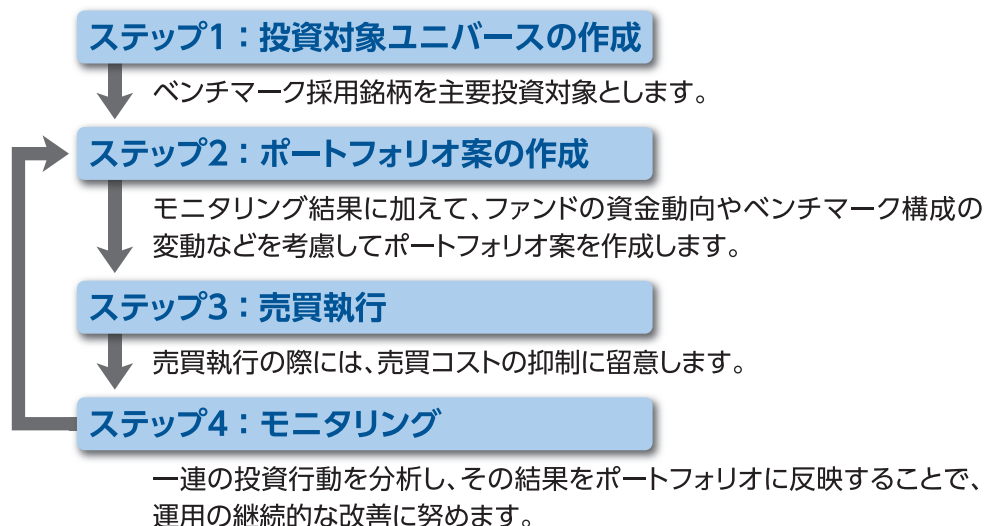 ステップ1：投資対象ユニバースの作成
ベンチマーク採用銘柄を主要投資対象とします。
ステップ2：ポートフォリオ案の作成
モニタリング結果に加えて、ファンドの資金動向やベンチマーク構成の
変動などを考慮してポートフォリオ案を作成します。
ステップ3：売買執行
売買執行の際には、売買コストの抑制に留意します。
ステップ4：モニタリング
一連の投資行動を分析し、その結果をポートフォリオに反映することで、
運用の継続的な改善に努めます。